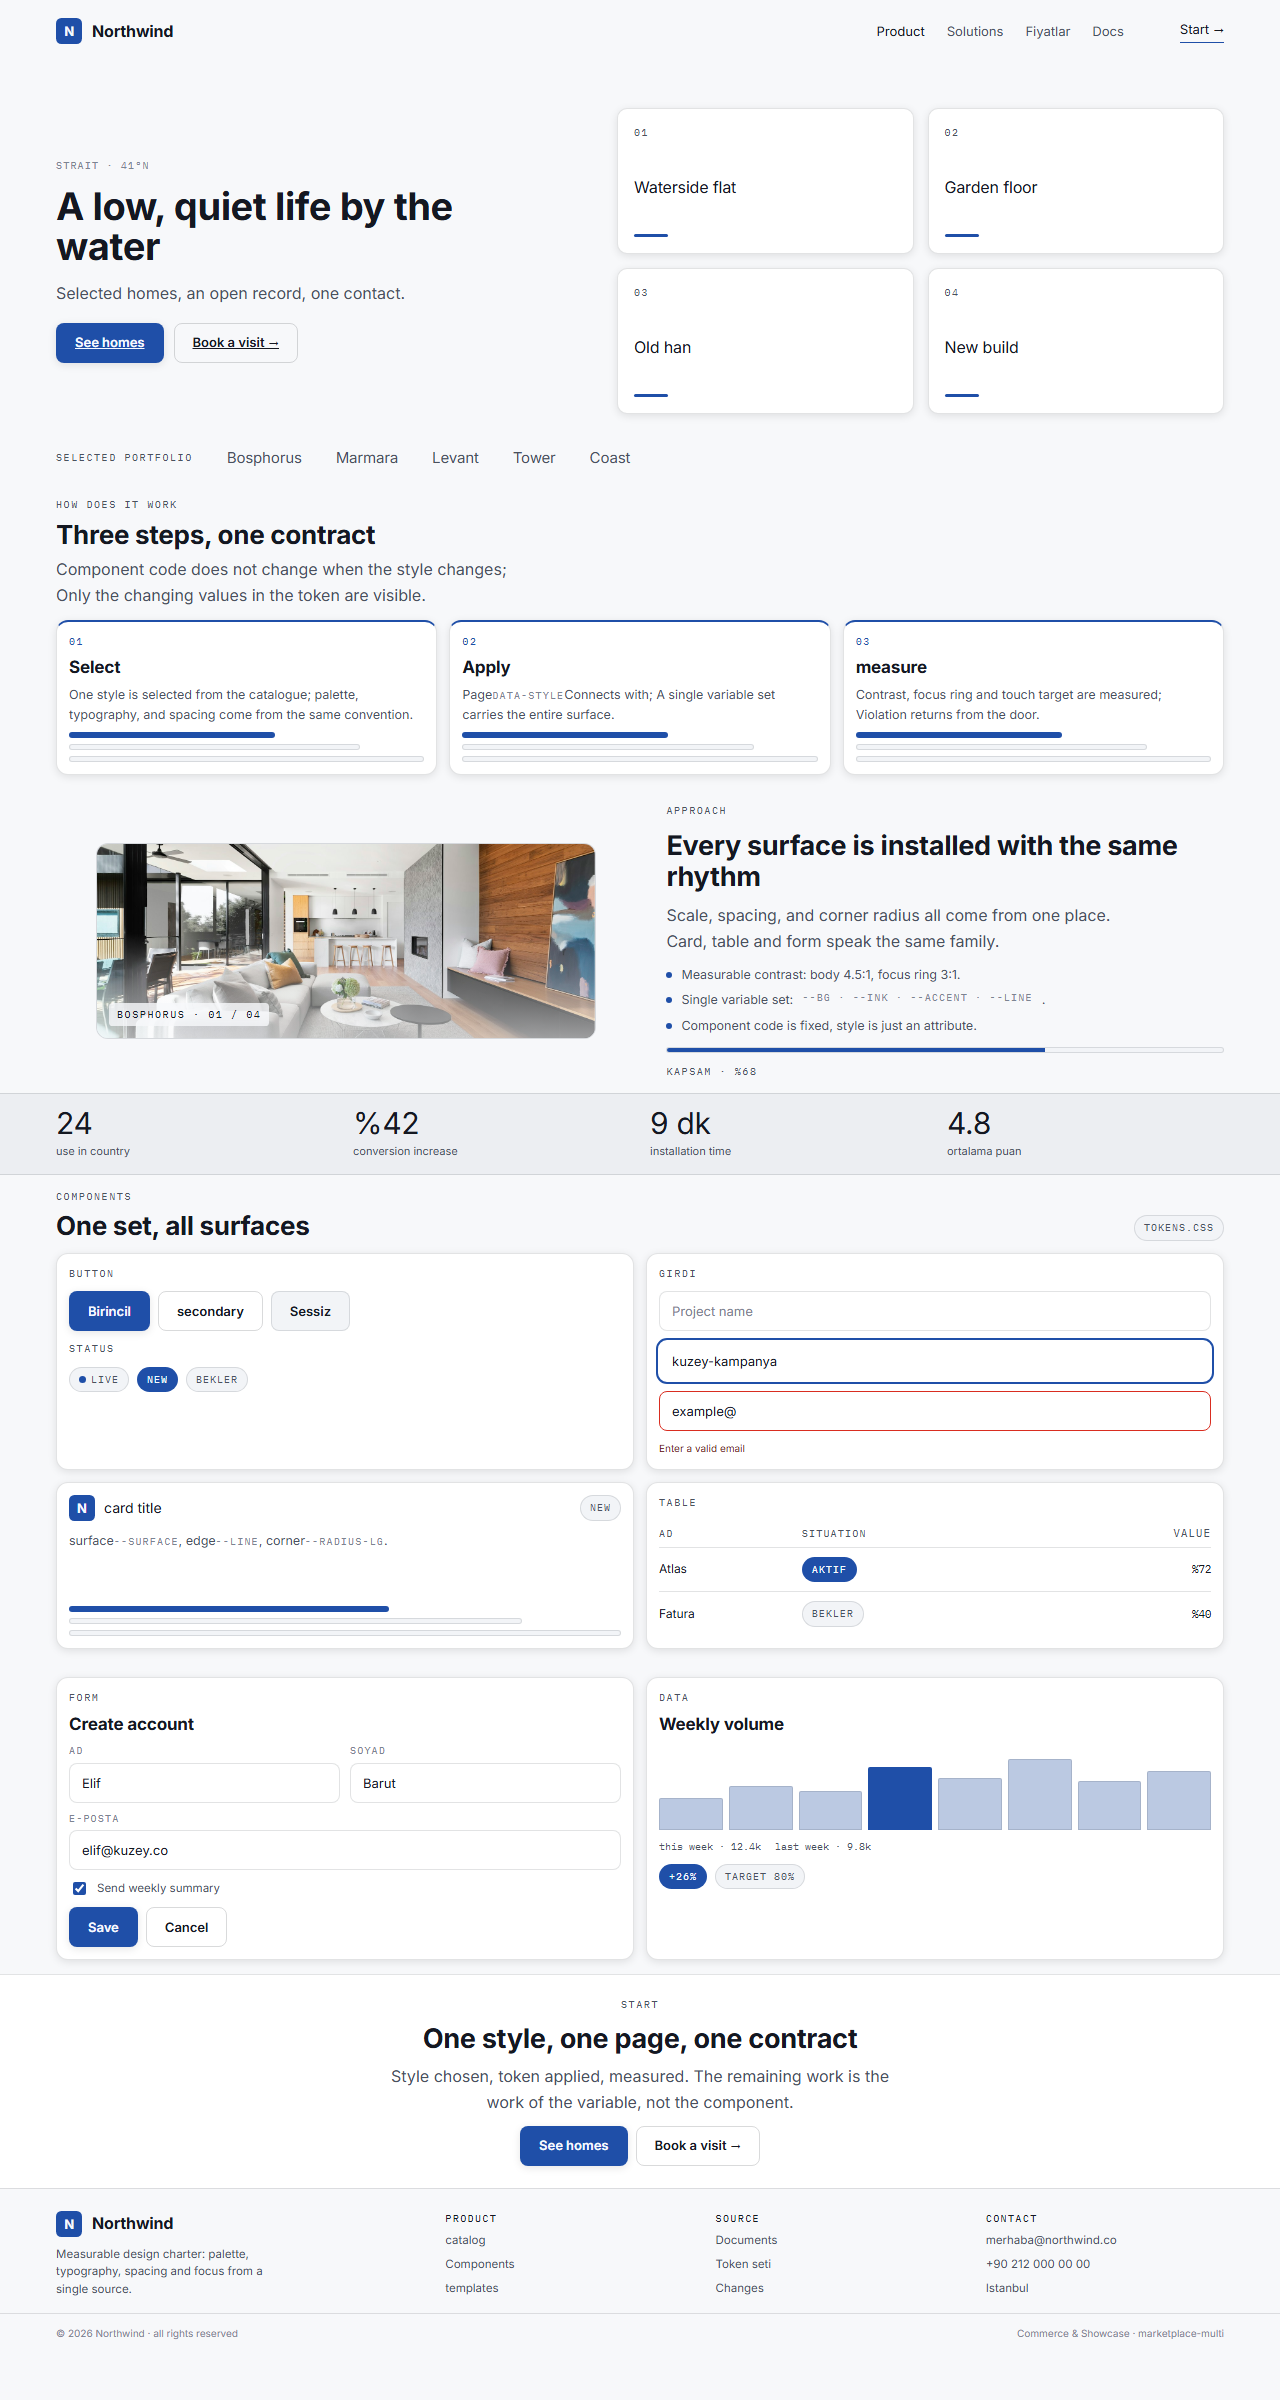 N Northwind
Product Solutions Fiyatlar Docs Start →
STRAIT · 41°N
A low, quiet life by the
water
Selected homes, an open record, one contact.
See homes Book a visit →
01
Waterside flat
02
Garden floor
03
Old han
04
New build
SELECTED PORTFOLIO Bosphorus Marmara Levant Tower Coast
HOW DOES IT WORK
Three steps, one contract
Component code does not change when the style changes;
Only the changing values in the token are visible.
01
Select
One style is selected from the catalogue; palette,
typography, and spacing come from the same convention.
02
Apply
PageDATA-STYLEConnects with; A single variable set
carries the entire surface.
03
measure
Contrast, focus ring and touch target are measured;
Violation returns from the door.
BOSPHORUS · 01 / 04
APPROACH
Every surface is installed with the same
rhythm
Scale, spacing, and corner radius all come from one place.
Card, table and form speak the same family.
Measurable contrast: body 4.5:1, focus ring 3:1.
Single variable set: --BG · --INK · --ACCENT · --LINE .
Component code is fixed, style is just an attribute.
KAPSAM · %68
24
use in country
%42
conversion increase
9 dk
installation time
4.8
ortalama puan
COMPONENTS
One set, all surfaces
TOKENS.CSS
BUTTON
Birincil secondary Sessiz
STATUS
LIVE NEW BEKLER
GIRDI
Project name
kuzey-kampanya
example@
Enter a valid email
N card title NEW
surface--SURFACE, edge--LINE, corner--RADIUS-LG.
TABLE
AD SITUATION VALUE
Atlas AKTIF %72
Fatura BEKLER %40
FORM
Create account
AD SOYAD
Elif Barut
E-POSTA
elif@kuzey.co
Send weekly summary
Save Cancel
DATA
Weekly volume
this week · 12.4k last week · 9.8k
+26% TARGET 80%
START
One style, one page, one contract
Style chosen, token applied, measured. The remaining work is the
work of the variable, not the component.
See homes Book a visit →
N Northwind
Measurable design charter: palette,
typography, spacing and focus from a
single source.
PRODUCT
catalog
Components
templates
SOURCE
Documents
Token seti
Changes
CONTACT
merhaba@northwind.co
+90 212 000 00 00
Istanbul
© 2026 Northwind · all rights reserved
Commerce & Showcase · marketplace-multi